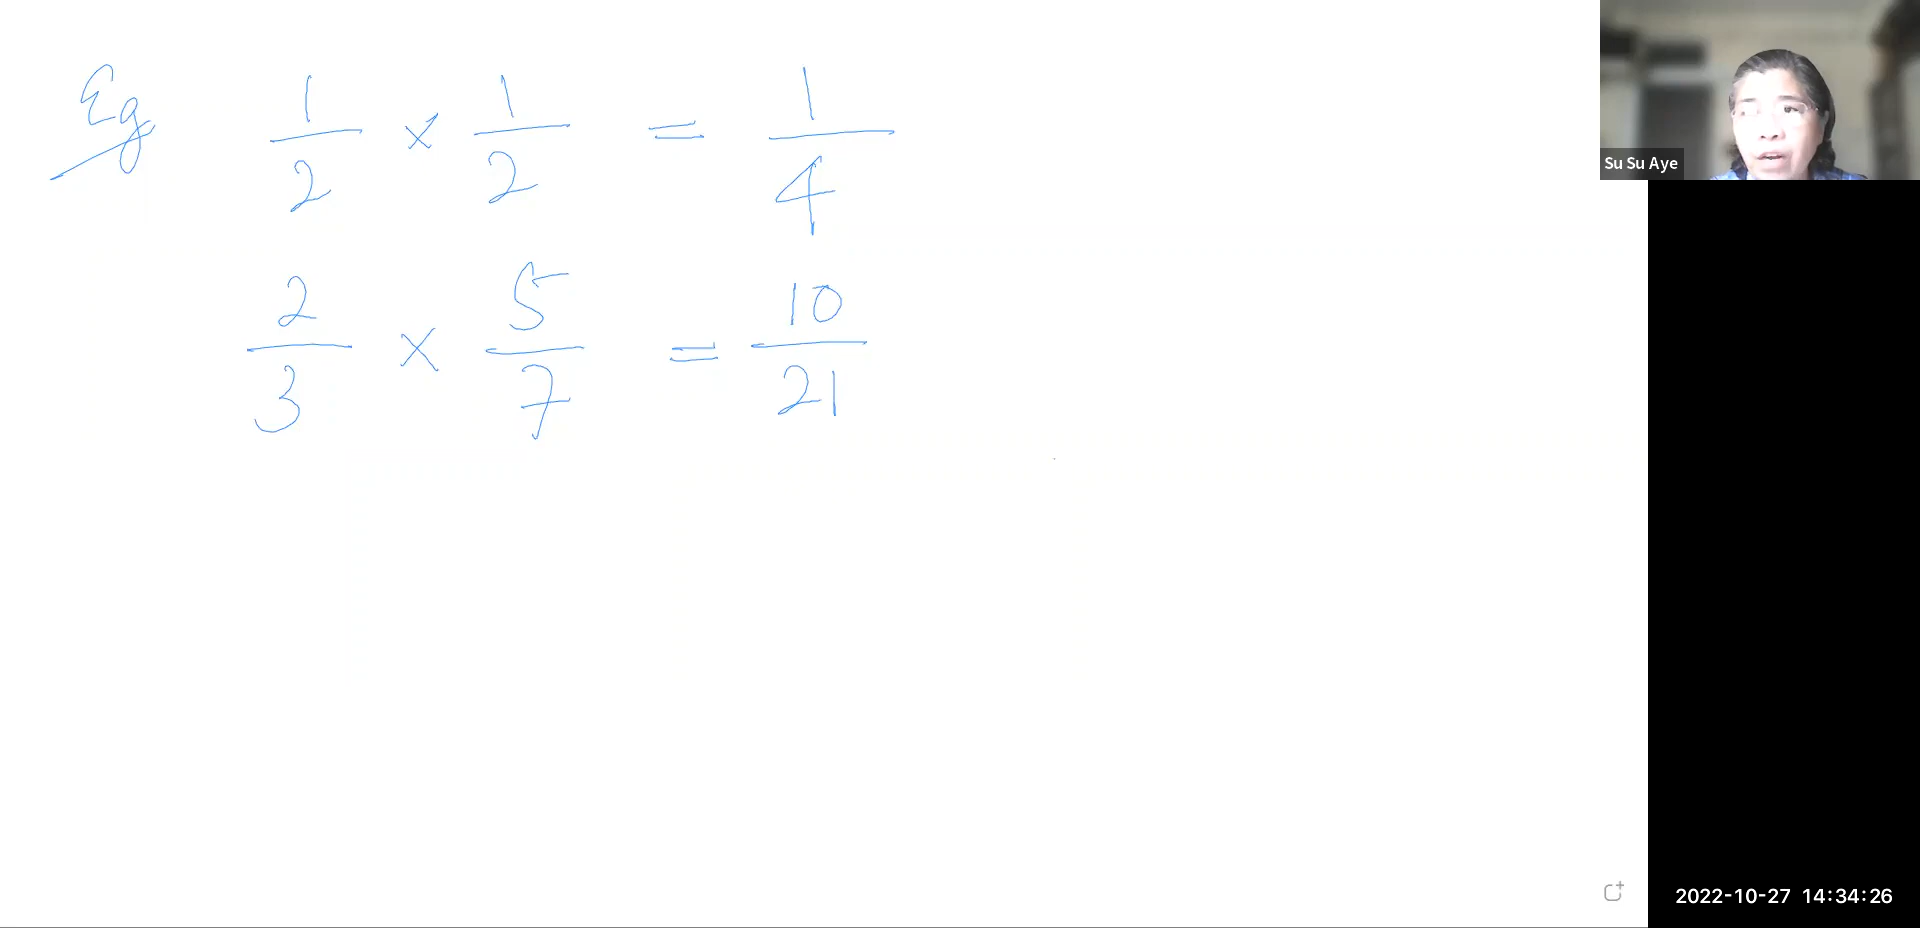 Eg 1/2 × 1/2 = 1/4
2/3 × 5/7 = 10/21
Su Su Aye
2022-10-27 14:34:26